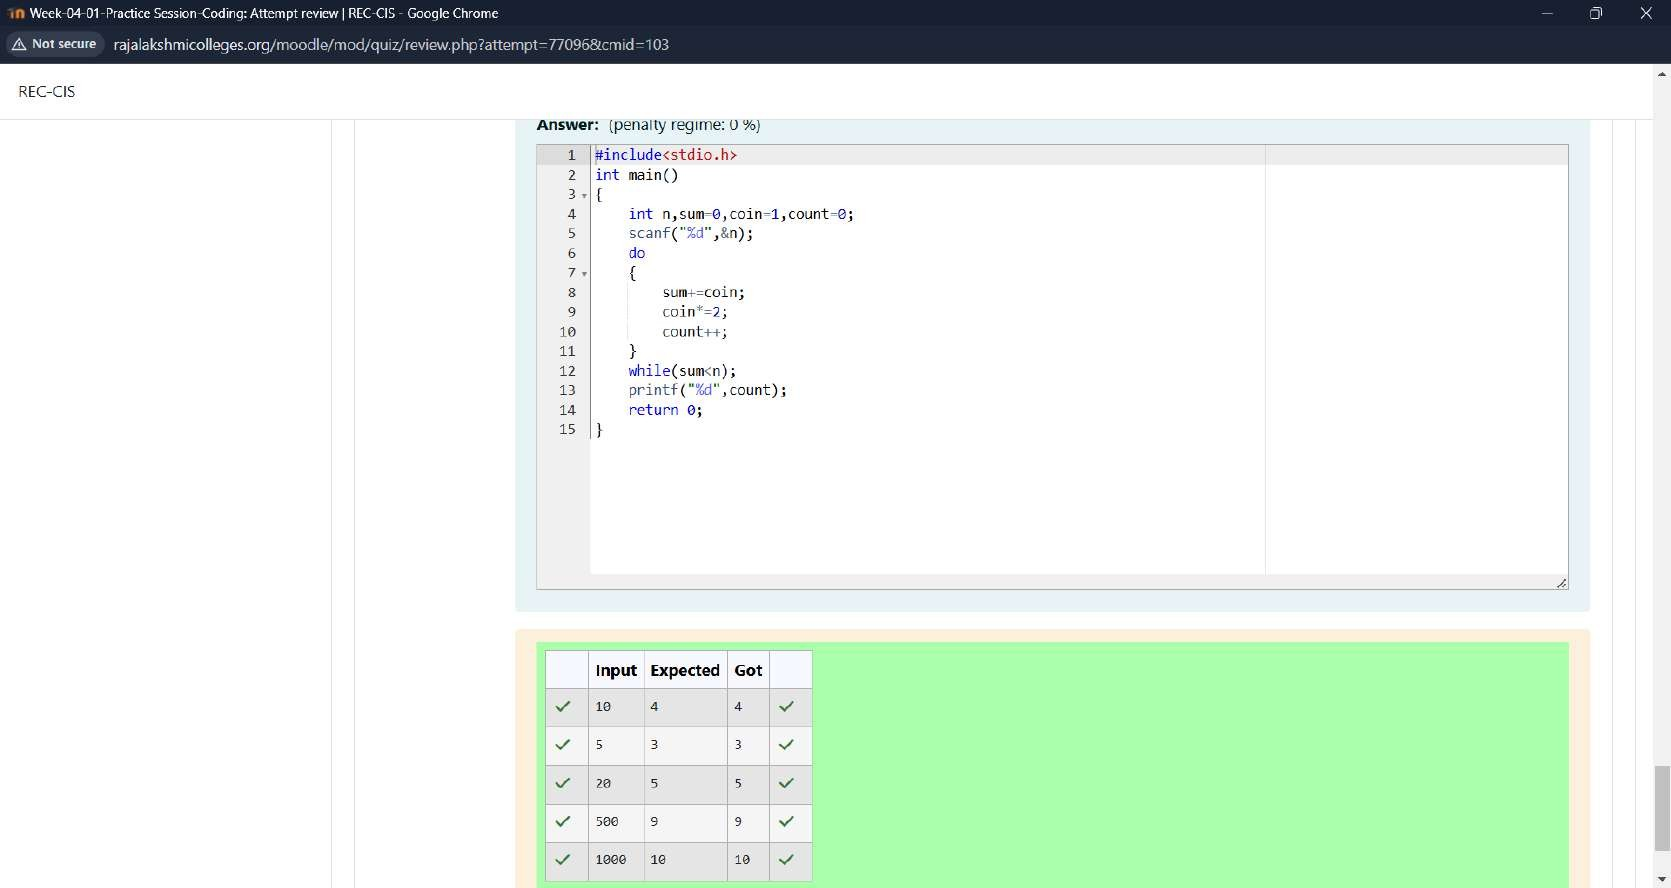 Week-04-01-Practice Session-Coding: Attempt review | REC-CIS - Google Chrome
Not secure rajalakshmicolleges.org/moodle/mod/quiz/review.php?attempt=77096&cmid=103
REC-CIS
Answer: (penalty regime: 0 %)
1 #include<stdio.h>
2 int main()
3 {
4 int n,sum=0,coin=1,count=0;
5 scanf("%d",&n);
6 do
7 {
8 sum+=coin;
9 coin*=2;
10 count++;
11 }
12 while(sum<n);
13 printf("%d",count);
14 return 0;
15 }
Input Expected Got
10 4 4
5 3 3
20 5 5
500 9 9
1000 10 10